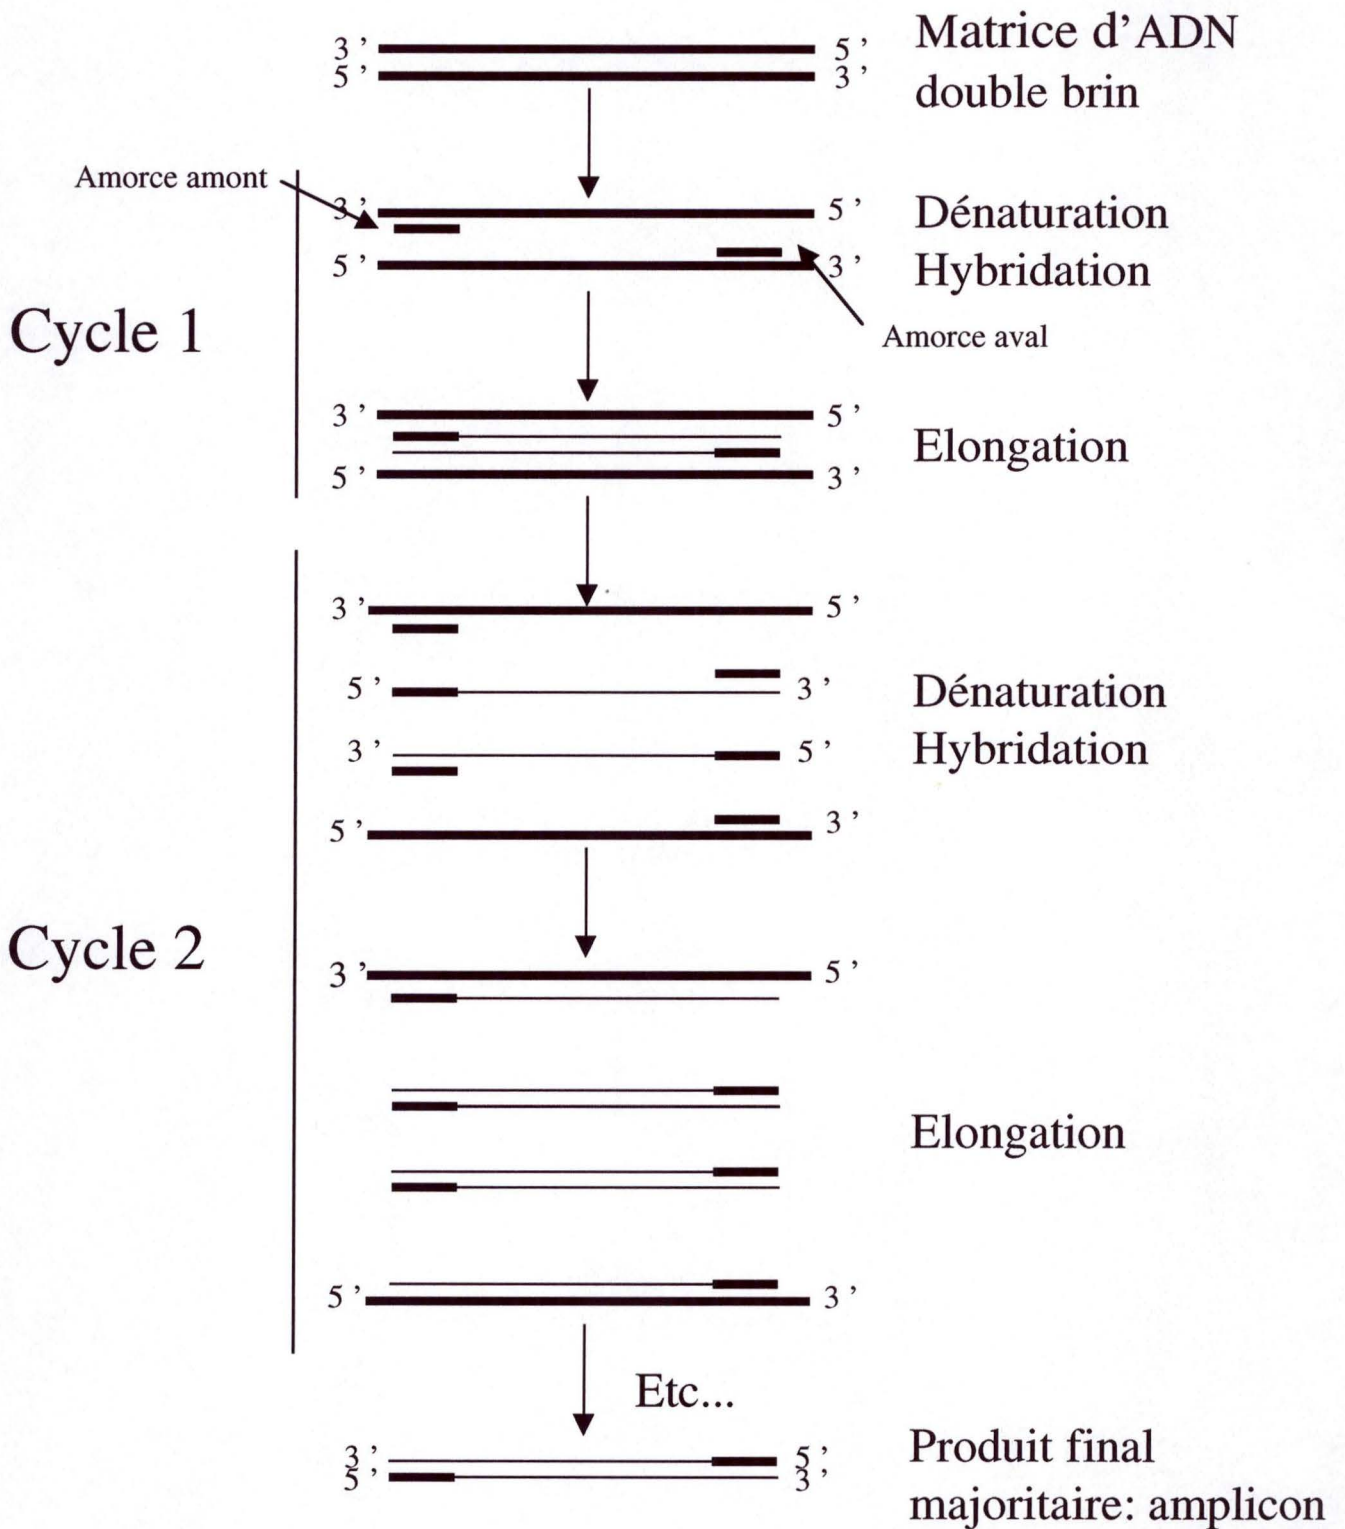 3 ' 5 '
5 ' 3 '
Matrice d'ADN
double brin
Amorce amont
3 ' 5 '
5 ' 3 '
Dénaturation
Hybridation
Amorce aval
Cycle 1
3 ' 5 '
5 ' 3 '
Elongation
3 ' 5 '
5 ' 3 '
3 ' 5 '
5 ' 3 '
Dénaturation
Hybridation
Cycle 2
3 ' 5 '
Elongation
5 ' 3 '
Etc...
3 ' 5 '
5 ' 3 '
Produit final
majoritaire: amplicon